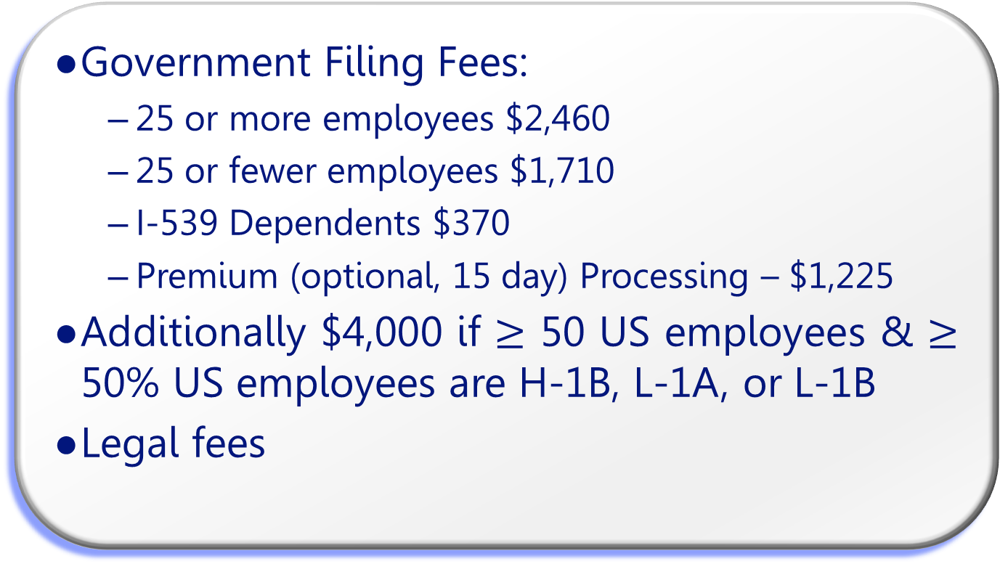 ●Government Filing Fees:
– 25 or more employees $2,460
– 25 or fewer employees $1,710
– I-539 Dependents $370
– Premium (optional, 15 day) Processing – $1,225
●Additionally $4,000 if ≥ 50 US employees & ≥
50% US employees are H-1B, L-1A, or L-1B
●Legal fees